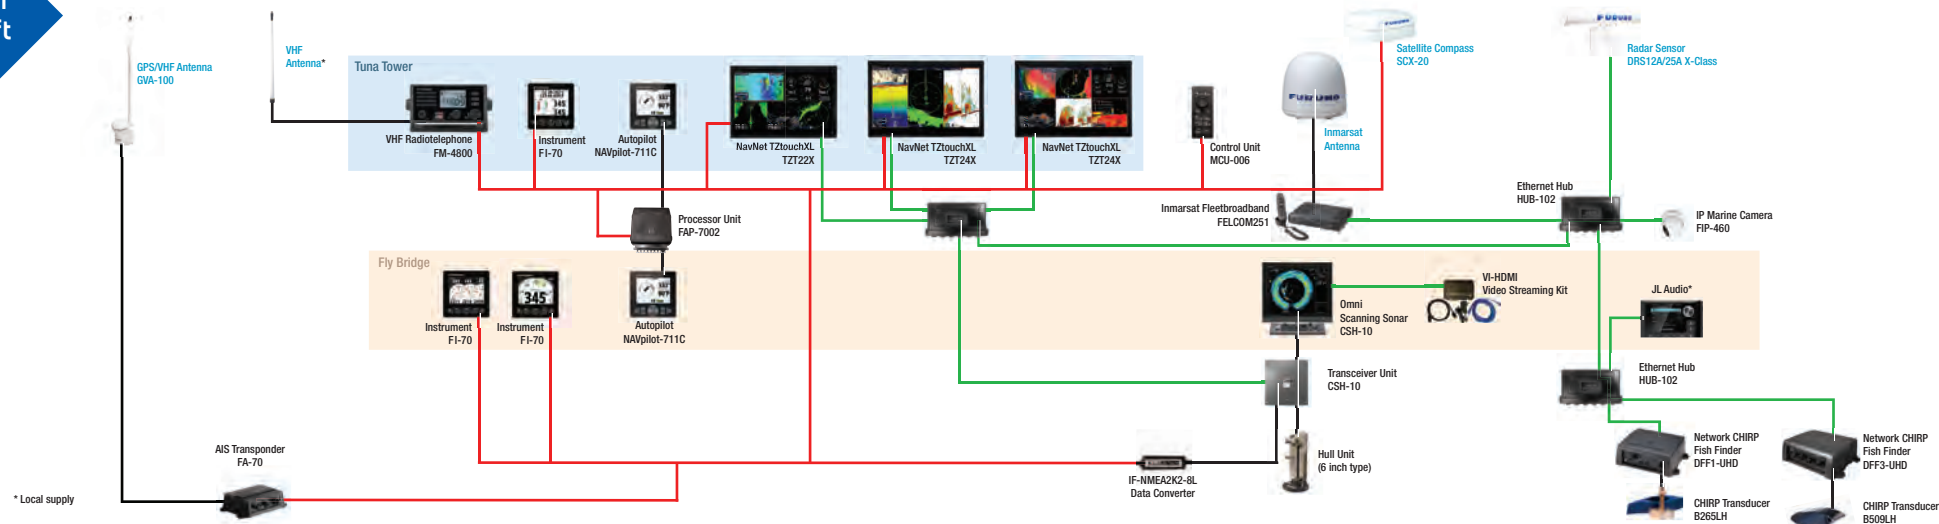 ft
GPS/VHF Antenna
GVA-100
VHF
Antenna*
Tuna Tower
VHF Radiotelephone
FM-4800
Instrument
FI-70
Autopilot
NAVpilot-711C
NavNet TZtouchXL
TZT22X
NavNet TZtouchXL
TZT24X
NavNet TZtouchXL
TZT24X
Control Unit
MCU-006
FURUNO
Inmarsat
Antenna
Satellite Compass
SCX-20
Radar Sensor
DRS12A/25A X-Class
Processor Unit
FAP-7002
Inmarsat Fleetbroadband
FELCOM251
Ethernet Hub
HUB-102
IP Marine Camera
FIP-460
Fly Bridge
345
Instrument
FI-70
Instrument
FI-70
Autopilot
NAVpilot-711C
Omni
Scanning Sonar
CSH-10
VI-HDMI
Video Streaming Kit
JL Audio*
Transceiver Unit
CSH-10
Ethernet Hub
HUB-102
AIS Transponder
FA-70
IF-NMEA2K2-8L
Data Converter
Hull Unit
(6 inch type)
Network CHIRP
Fish Finder
DFF1-UHD
Network CHIRP
Fish Finder
DFF3-UHD
CHIRP Transducer
B265LH
CHIRP Transducer
B509LH
* Local supply